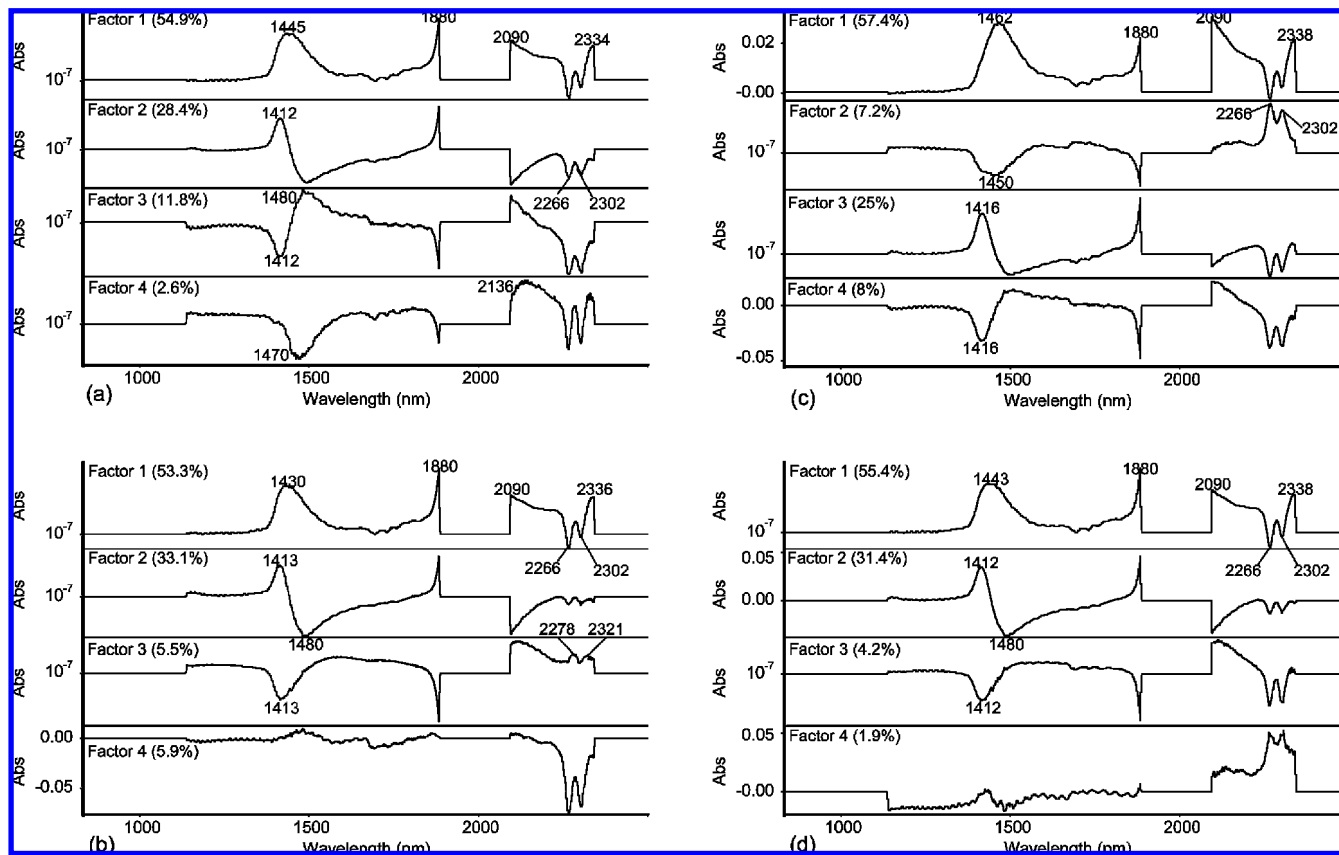 Factor 1 (54.9%)
1445
1880
2090
2334
Abs
10-7
Factor 2 (28.4%)
1412
Abs
10-7
2266
2302
Factor 3 (11.8%)
1480
Abs
10-7
1412
Factor 4 (2.6%)
2136
Abs
10-7
1470
1000
1500
2000
(a)
Wavelength (nm)
Factor 1 (57.4%)
1462
1880
2090
2338
Abs
0.02
-0.00
Factor 2 (7.2%)
2266
2302
Abs
10-7
1450
Factor 3 (25%)
1416
Abs
10-7
Factor 4 (8%)
Abs
0.00
1416
-0.05
1000
1500
2000
(c)
Wavelength (nm)
Factor 1 (53.3%)
1430
1880
2090
2336
Abs
10-7
2266
2302
Factor 2 (33.1%)
1413
Abs
10-7
1480
Factor 3 (5.5%)
2278
2321
Abs
10-7
1413
0.00
Factor 4 (5.9%)
Abs
-0.05
1000
1500
2000
(b)
Wavelength (nm)
Factor 1 (55.4%)
1443
1880
2090
2338
Abs
10-7
2266
2302
0.05
Factor 2 (31.4%)
1412
Abs
0.00
1480
Factor 3 (4.2%)
Abs
10-7
1412
Factor 4 (1.9%)
0.05
Abs
-0.00
1000
1500
2000
(d)
Wavelength (nm)